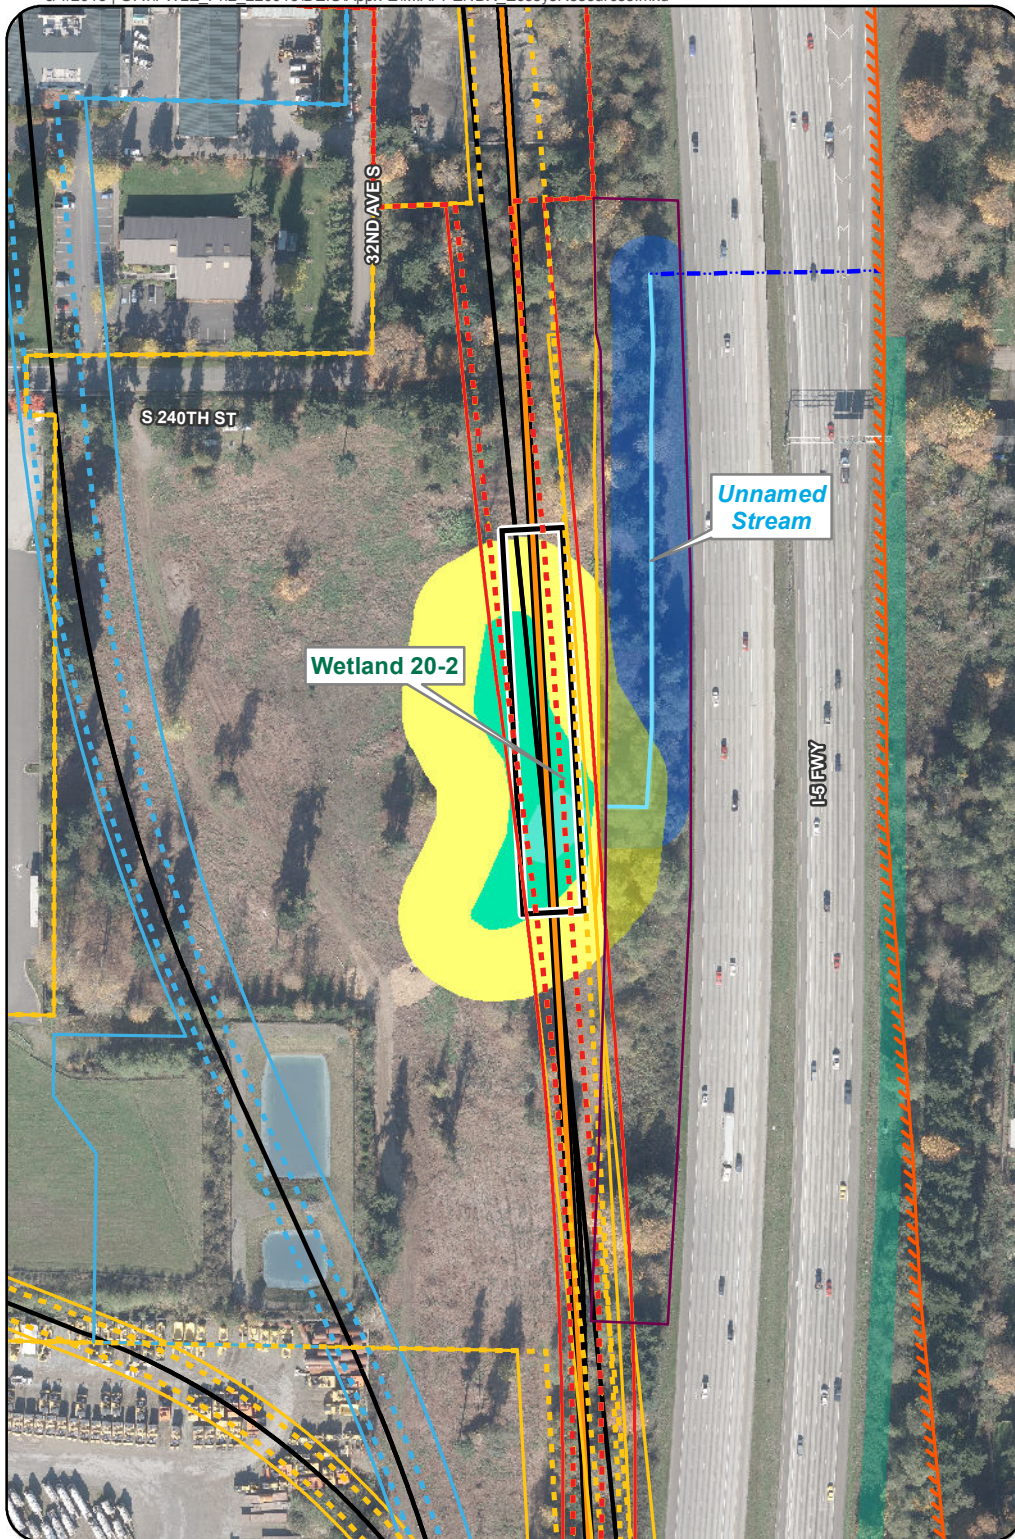 32ND AVE S
S 240TH ST
Unnamed
Stream
Wetland 20-2
I-5 FWY